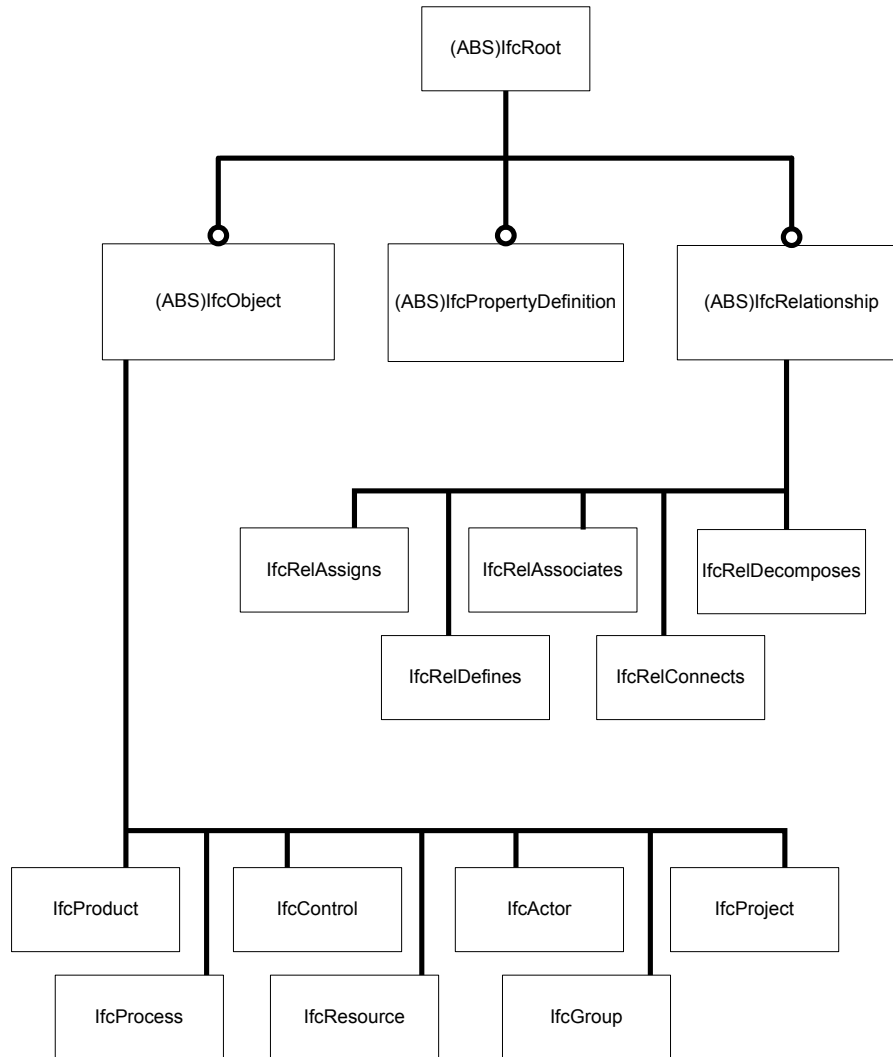 (ABS)IfcRoot
(ABS)IfcObject
(ABS)IfcPropertyDefinition
(ABS)IfcRelationship
IfcRelAssigns
IfcRelAssociates
IfcRelDecomposes
IfcRelDefines
IfcRelConnects
IfcProduct
IfcControl
IfcActor
IfcProject
IfcProcess
IfcResource
IfcGroup